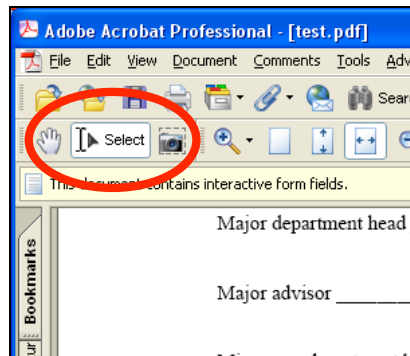 Adobe Acrobat Professional - [test.pdf]
File Edit View Document Comments Tools
Select
This document contains interactive form fields.
Bookmarks
Major department head
Major advisor